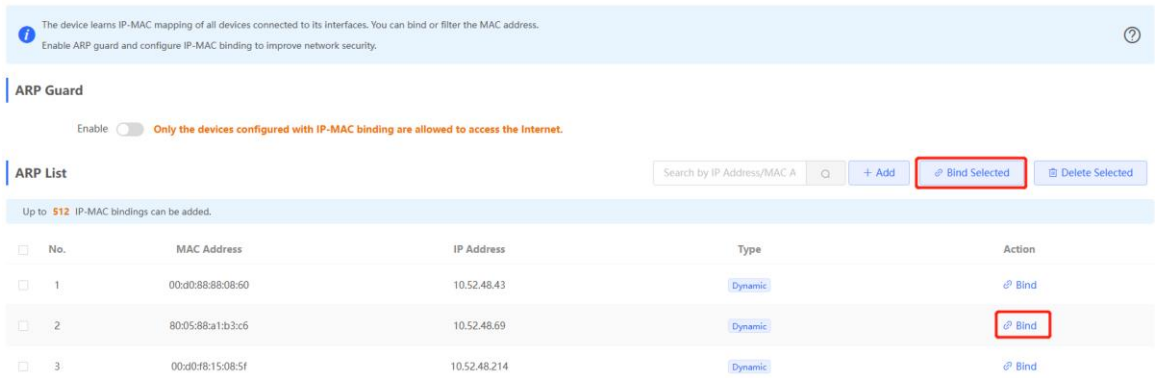 The device learns IP-MAC mapping of all devices connected to its interfaces. You can bind or filter the MAC address.
Enable ARP guard and configure IP-MAC binding to improve network security.
ARP Guard
Enable Only the devices configured with IP-MAC binding are allowed to access the Internet.
ARP List Search by IP Address/MAC A + Add Bind Selected Delete Selected
Up to 512 IP-MAC bindings can be added.
No. MAC Address IP Address Type Action
1 00:d0:88:88:08:60 10.52.48.43 Dynamic Bind
2 80:05:88:a1:b3:c6 10.52.48.69 Dynamic Bind
3 00:d0:f8:15:08:5f 10.52.48.214 Dynamic Bind